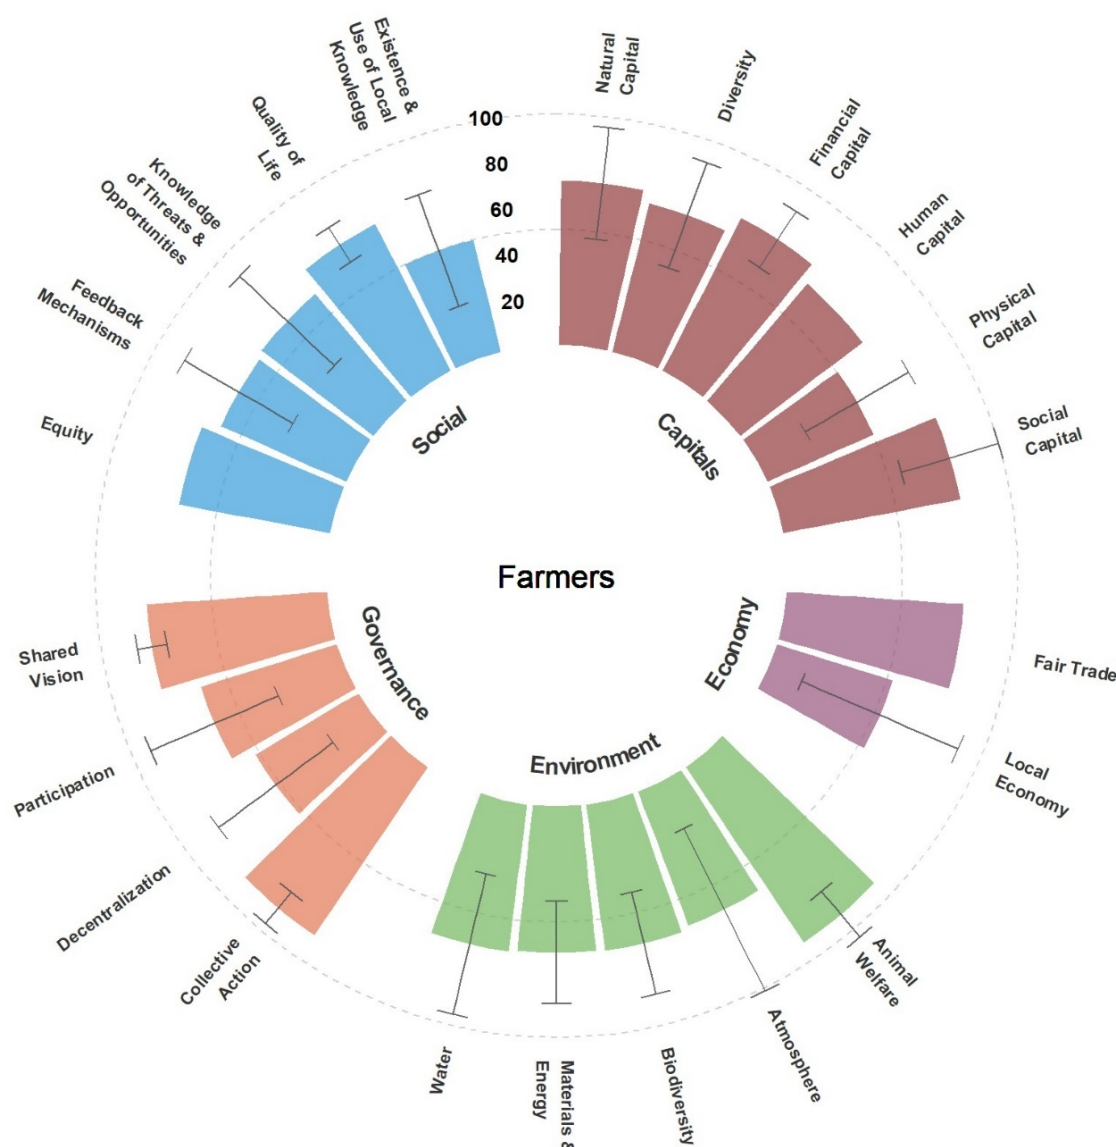 Existence &
Use of Local
Knowledge
Quality of
Life
Knowledge
of Threats &
Opportunities
Feedback
Mechanisms
Equity
Social
100
80
60
40
20
Natural
Capital
Diversity
Financial
Capital
Human
Capital
Physical
Capital
Social
Capital
Capitals
Farmers
Governance
Shared
Vision
Participation
Decentralization
Collective
Action
Economy
Fair Trade
Local
Economy
Environment
Water
Materials &
Energy
Biodiversity
Atmosphere
Animal
Welfare